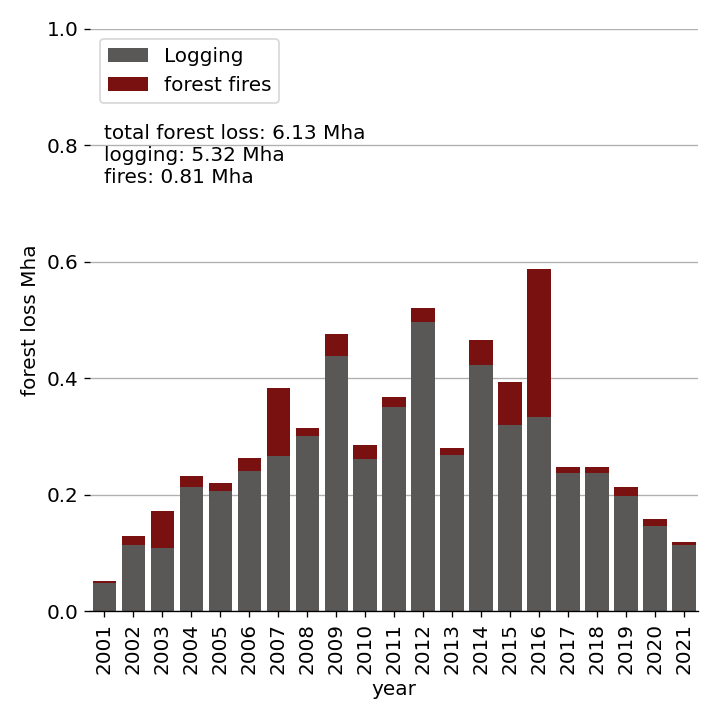 1.0
Logging
forest fires
total forest loss: 6.13 Mha
0.8
logging: 5.32 Mha
fires: 0.81 Mha
0.6
forest loss Mha
0.4
0.2
0.0
2001 2002 2003 2004 2005 2006 2007 2008 2009 2010 2011 2012 2013 2014 2015 2016 2017 2018 2019 2020 2021
year